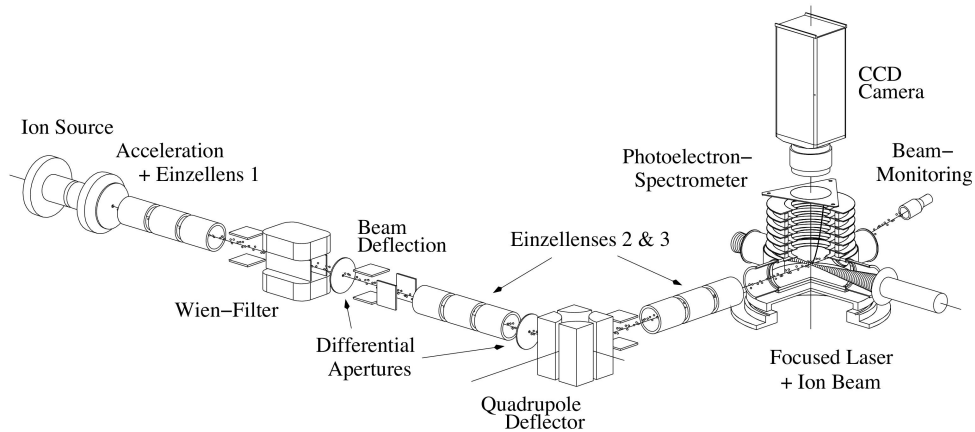 Ion Source
Acceleration
+ Einzellens 1
Wien−Filter
Beam
Deflection
Differential
Apertures
Einzellenses 2 & 3
Quadrupole
Deflector
Photoelectron−
Spectrometer
CCD
Camera
Beam−
Monitoring
Focused Laser
+ Ion Beam